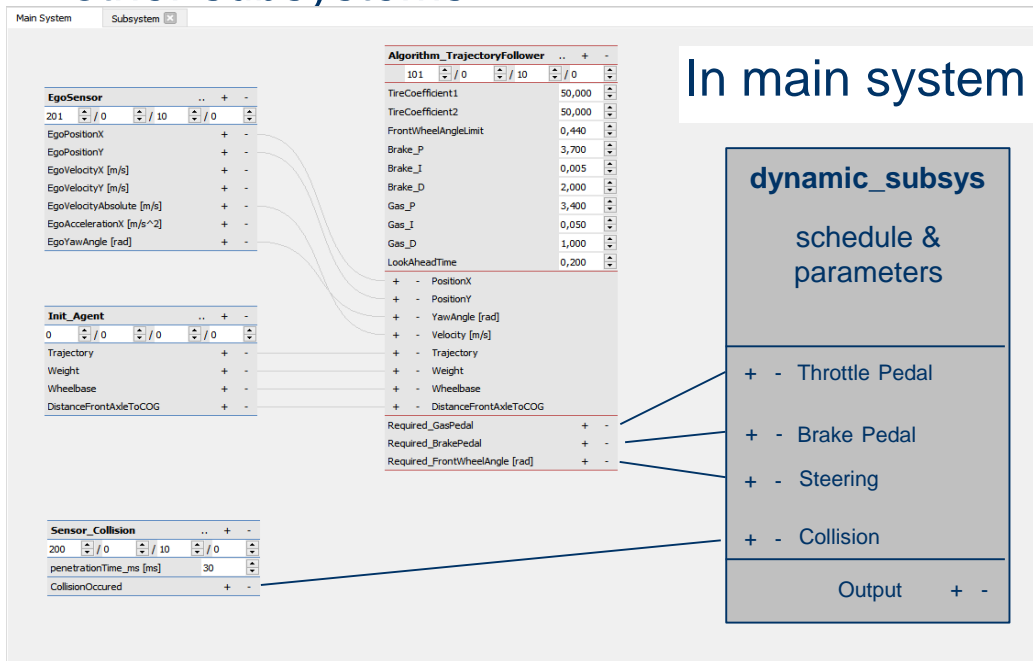 Main System Subsystem
In main system
EgoSensor .. + -
201 / 0 / 10 / 0
EgoPositionX + -
EgoPositionY + -
EgoVelocityX [m/s] + -
EgoVelocityY [m/s] + -
EgoVelocityAbsolute [m/s] + -
EgoAccelerationX [m/s^2] + -
EgoYawAngle [rad] + -
Init_Agent .. + -
0 / 0 / 0 / 0
Trajectory + -
Weight + -
Wheelbase + -
DistanceFrontAxleToCOG + -
Sensor_Collision .. + -
200 / 0 / 10 / 0
penetrationTime_ms [ms] 30
CollisionOccured + -
Algorithm_TrajectoryFollower .. + -
101 / 0 / 10 / 0
TireCoefficient1 50,000
TireCoefficient2 50,000
FrontWheelAngleLimit 0,440
Brake_P 3,700
Brake_I 0,005
Brake_D 2,000
Gas_P 3,400
Gas_I 0,050
Gas_D 1,000
LookAheadTime 0,200
+ - PositionX
+ - PositionY
+ - YawAngle [rad]
+ - Velocity [m/s]
+ - Trajectory
+ - Weight
+ - Wheelbase
+ - DistanceFrontAxleToCOG
Required_GasPedal + -
Required_BrakePedal + -
Required_FrontWheelAngle [rad] + -
dynamic_subsys
schedule &
parameters
+ - Throttle Pedal
+ - Brake Pedal
+ - Steering
+ - Collision
Output + -